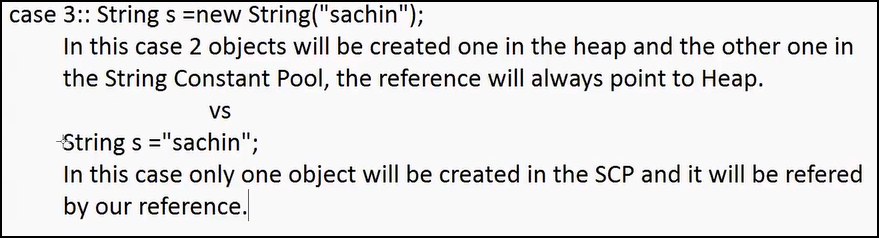 case 3:: String s =new String("sachin");
In this case 2 objects will be created one in the heap and the other one in
the String Constant Pool, the reference will always point to Heap.
vs
String s ="sachin";
In this case only one object will be created in the SCP and it will be refered
by our reference.